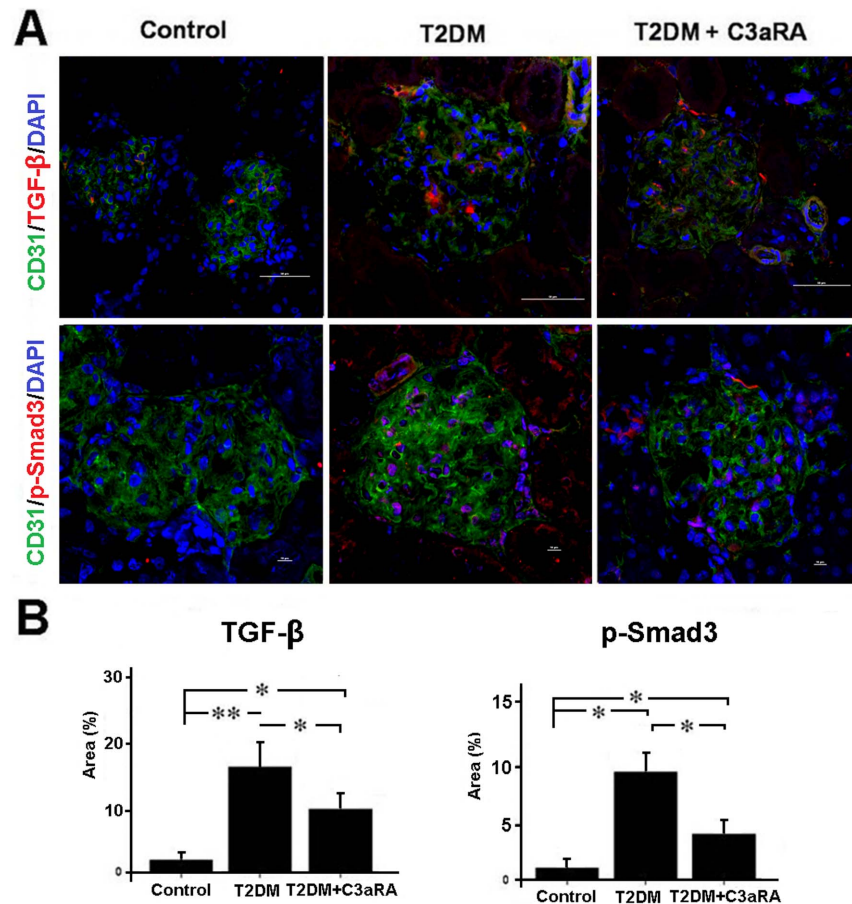 A
Control
T2DM
T2DM + C3aRA
CD31/TGF-β/DAPI
CD31/p-Smad3/DAPI
B
TGF-β
Area (%)
30
20
10
0
*
**
*
Control
T2DM
T2DM+C3aRA
p-Smad3
Area (%)
15
10
5
0
*
*
*
Control
T2DM
T2DM+C3aRA